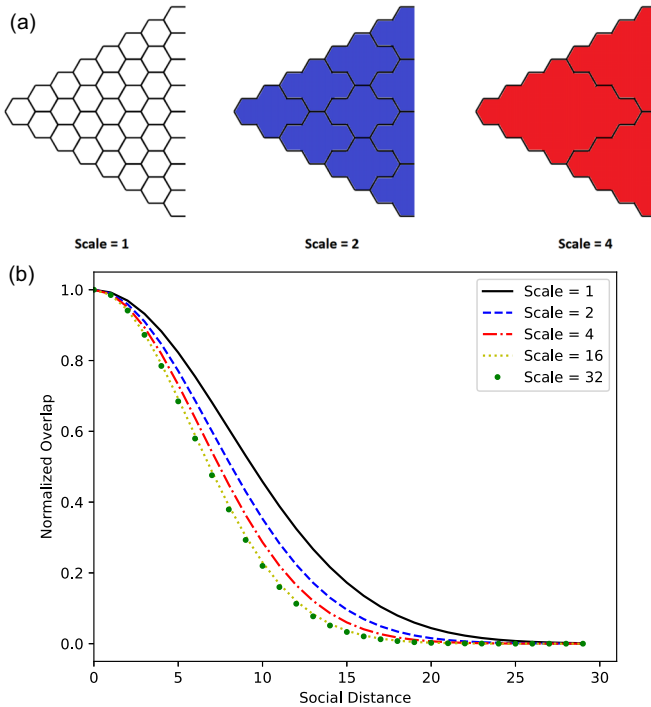 (a)
Scale = 1
Scale = 2
Scale = 4
(b)
Normalized Overlap
1.0
0.8
0.6
0.4
0.2
0.0
Scale = 1
Scale = 2
Scale = 4
Scale = 16
Scale = 32
0
5
10
15
20
25
30
Social Distance